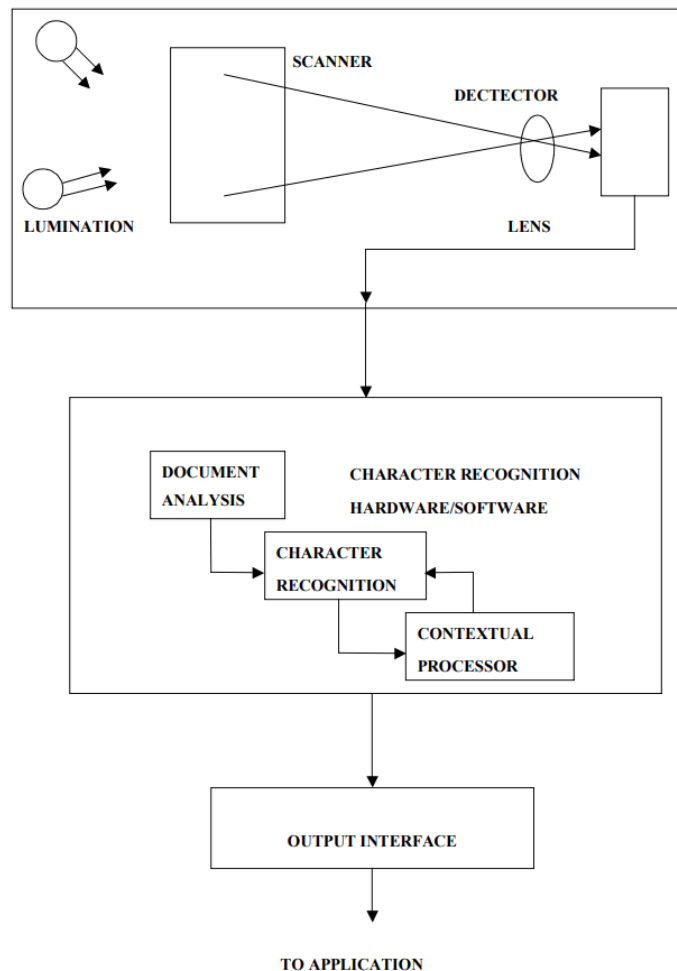 SCANNER
DECTECTOR
LUMINATION
LENS
DOCUMENT
ANALYSIS
CHARACTER RECOGNITION
HARDWARE/SOFTWARE
CHARACTER
RECOGNITION
CONTEXTUAL
PROCESSOR
OUTPUT INTERFACE
TO APPLICATION